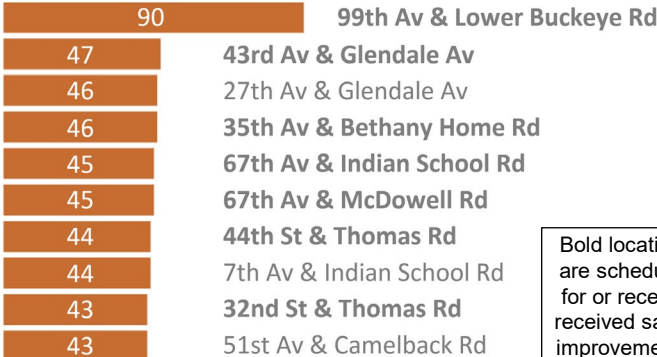 90 99th Av & Lower Buckeye Rd
47 43rd Av & Glendale Av
46 27th Av & Glendale Av
46 35th Av & Bethany Home Rd
45 67th Av & Indian School Rd
45 67th Av & McDowell Rd
44 44th St & Thomas Rd
44 7th Av & Indian School Rd
43 32nd St & Thomas Rd
43 51st Av & Camelback Rd
Bold locati
are schedu
for or rece
received sa
improveme